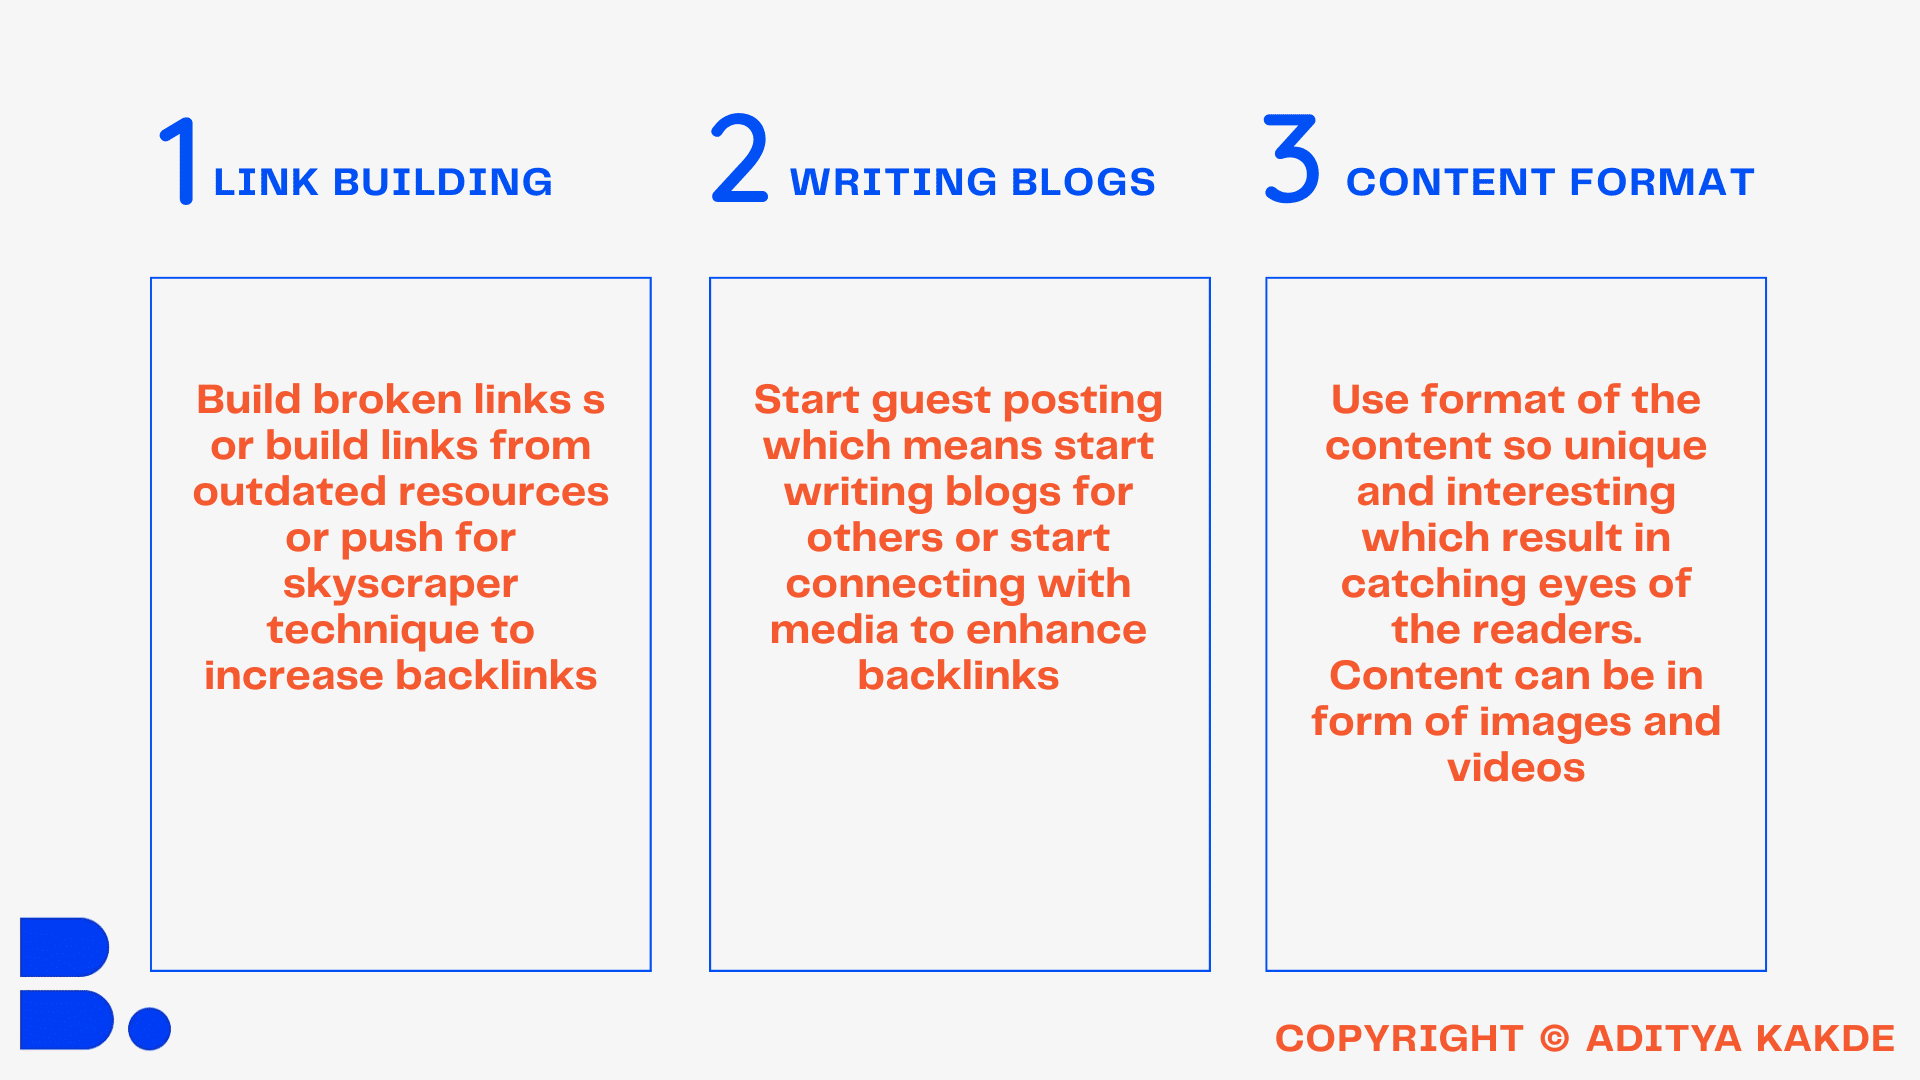 1 LINK BUILDING
Build broken links s
or build links from
outdated resources
or push for
skyscraper
technique to
increase backlinks
2 WRITING BLOGS
Start guest posting
which means start
writing blogs for
others or start
connecting with
media to enhance
backlinks
3 CONTENT FORMAT
Use format of the
content so unique
and interesting
which result in
catching eyes of
the readers.
Content can be in
form of images and
videos
B.
COPYRIGHT © ADITYA KAKDE